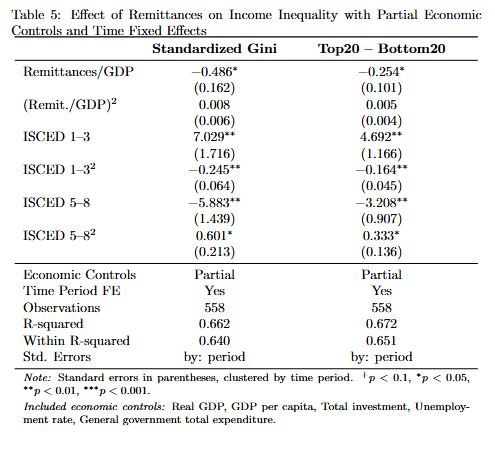 Table 5: Effect of Remittances on Income Inequality with Partial Economic
Controls and Time Fixed Effects
Standardized Gini Top20 – Bottom20
Remittances/GDP −0.486* −0.254*
(0.162) (0.101)
(Remit./GDP)² 0.008 0.005
(0.006) (0.004)
ISCED 1–3 7.029** 4.692**
(1.716) (1.166)
ISCED 1–3² −0.245** −0.164**
(0.064) (0.045)
ISCED 5–8 −5.883** −3.208**
(1.439) (0.907)
ISCED 5–8² 0.601* 0.333*
(0.213) (0.136)
Economic Controls Partial Partial
Time Period FE Yes Yes
Observations 558 558
R-squared 0.662 0.672
Within R-squared 0.640 0.651
Std. Errors by: period by: period
Note: Standard errors in parentheses, clustered by time period. ⁺p < 0.1, *p < 0.05,
**p < 0.01, ***p < 0.001.
Included economic controls: Real GDP, GDP per capita, Total investment, Unemploy-
ment rate, General government total expenditure.